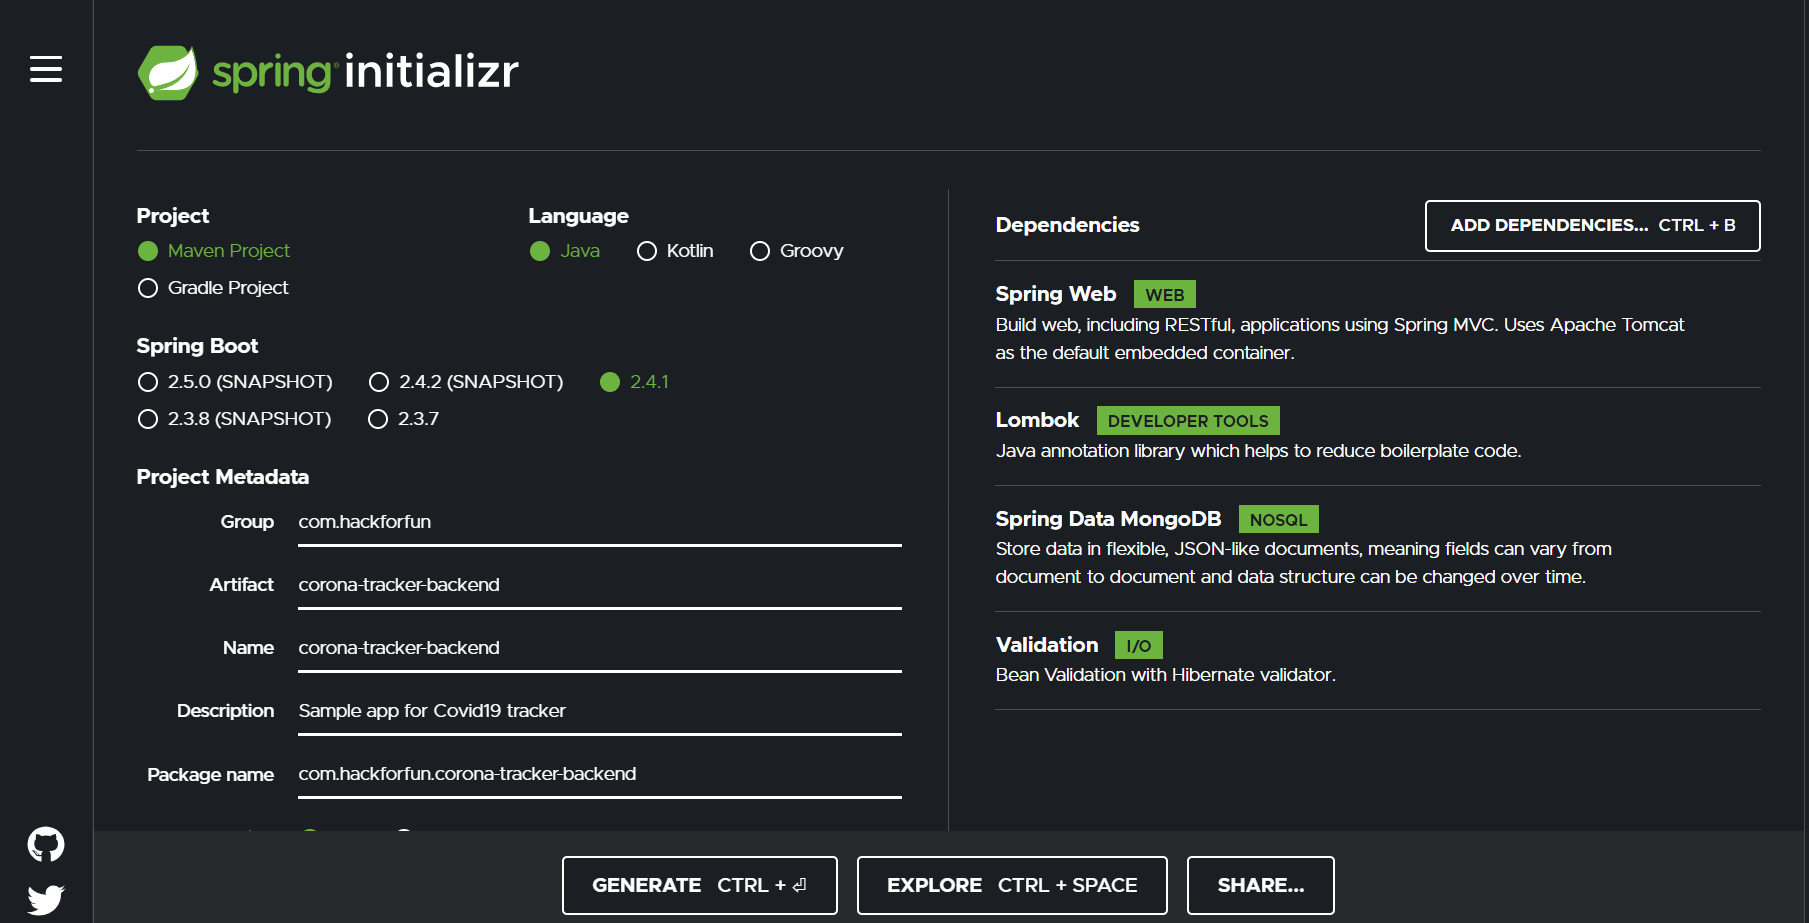 spring initializr
Project
Maven Project
Gradle Project
Language
Java Kotlin Groovy
Spring Boot
2.5.0 (SNAPSHOT) 2.4.2 (SNAPSHOT) 2.4.1
2.3.8 (SNAPSHOT) 2.3.7
Project Metadata
Group com.hackforfun
Artifact corona-tracker-backend
Name corona-tracker-backend
Description Sample app for Covid19 tracker
Package name com.hackforfun.corona-tracker-backend
Dependencies
ADD DEPENDENCIES... CTRL + B
Spring Web WEB
Build web, including RESTful, applications using Spring MVC. Uses Apache Tomcat
as the default embedded container.
Lombok DEVELOPER TOOLS
Java annotation library which helps to reduce boilerplate code.
Spring Data MongoDB NOSQL
Store data in flexible, JSON-like documents, meaning fields can vary from
document to document and data structure can be changed over time.
Validation I/O
Bean Validation with Hibernate validator.
GENERATE CTRL + ⏎
EXPLORE CTRL + SPACE
SHARE...